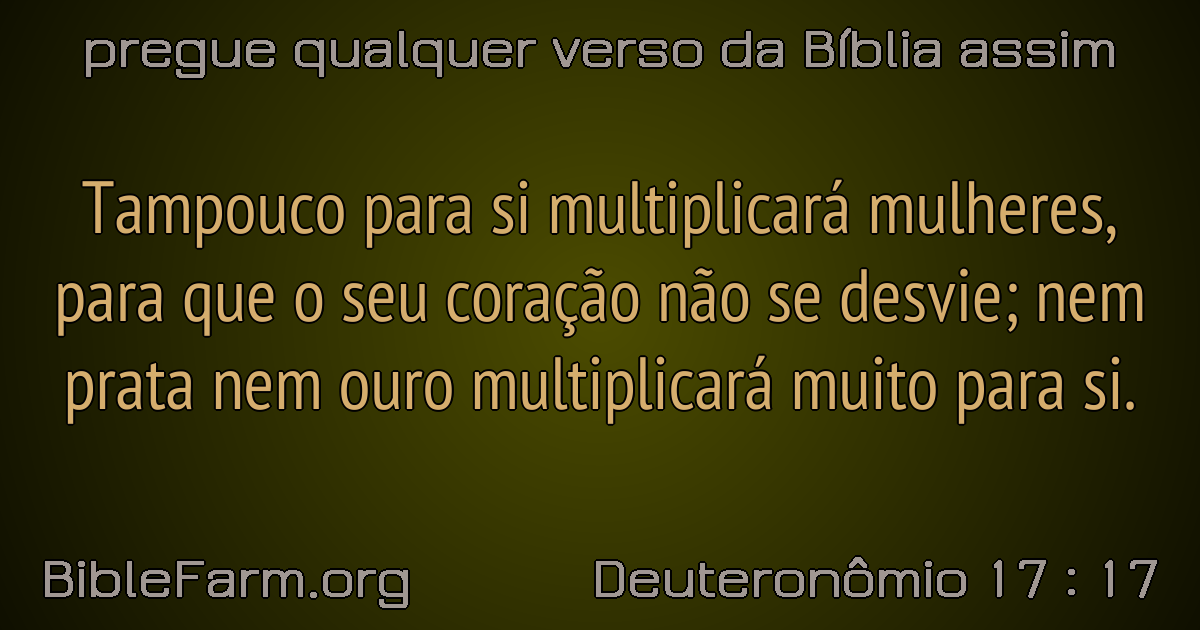 pregue qualquer verso da Bíblia assim
Tampouco para si multiplicará mulheres,
para que o seu coração não se desvie; nem
prata nem ouro multiplicará muito para si.
BibleFarm.org
Deuteronômio 17 : 17